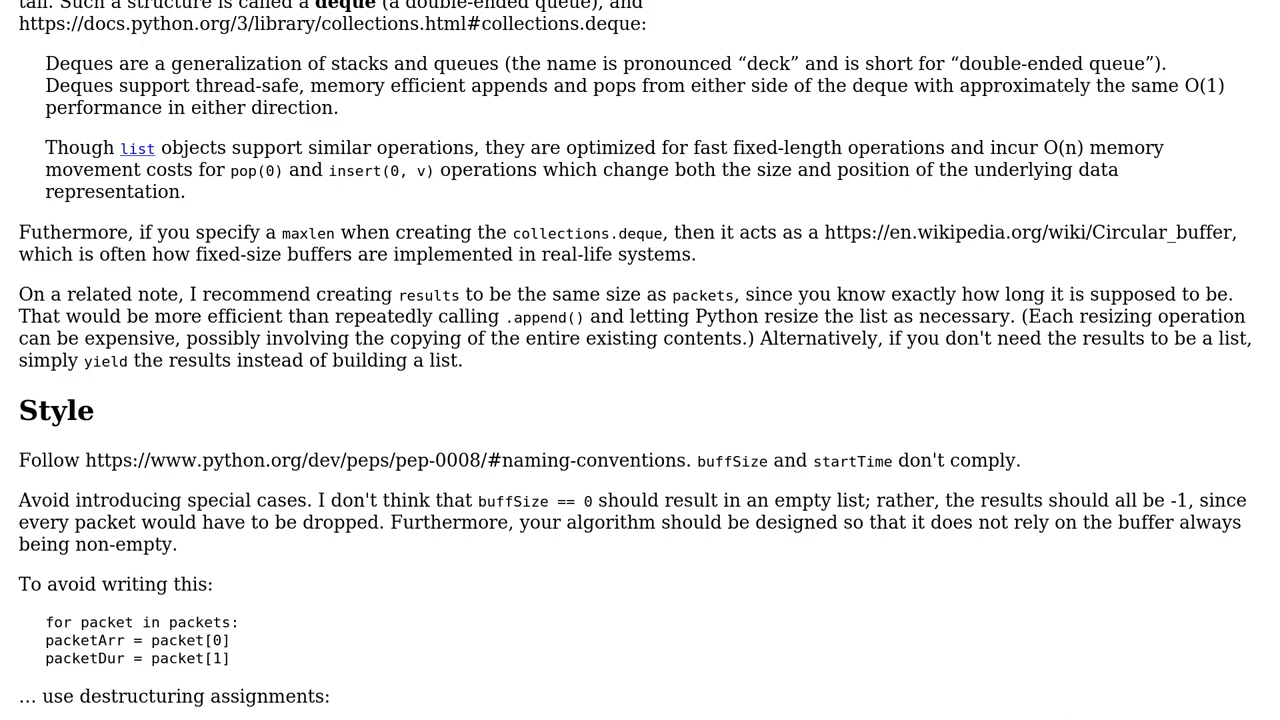 tail. Such a structure is called a deque (a double-ended queue), and
https://docs.python.org/3/library/collections.html#collections.deque:
Deques are a generalization of stacks and queues (the name is pronounced “deck” and is short for “double-ended queue”).
Deques support thread-safe, memory efficient appends and pops from either side of the deque with approximately the same O(1)
performance in either direction.
Though list objects support similar operations, they are optimized for fast fixed-length operations and incur O(n) memory
movement costs for pop(0) and insert(0, v) operations which change both the size and position of the underlying data
representation.
Futhermore, if you specify a maxlen when creating the collections.deque, then it acts as a https://en.wikipedia.org/wiki/Circular_buffer,
which is often how fixed-size buffers are implemented in real-life systems.
On a related note, I recommend creating results to be the same size as packets, since you know exactly how long it is supposed to be.
That would be more efficient than repeatedly calling .append() and letting Python resize the list as necessary. (Each resizing operation
can be expensive, possibly involving the copying of the entire existing contents.) Alternatively, if you don't need the results to be a list,
simply yield the results instead of building a list.
Style
Follow https://www.python.org/dev/peps/pep-0008/#naming-conventions. buffSize and startTime don't comply.
Avoid introducing special cases. I don't think that buffSize == 0 should result in an empty list; rather, the results should all be -1, since
every packet would have to be dropped. Furthermore, your algorithm should be designed so that it does not rely on the buffer always
being non-empty.
To avoid writing this:
for packet in packets:
packetArr = packet[0]
packetDur = packet[1]
… use destructuring assignments: